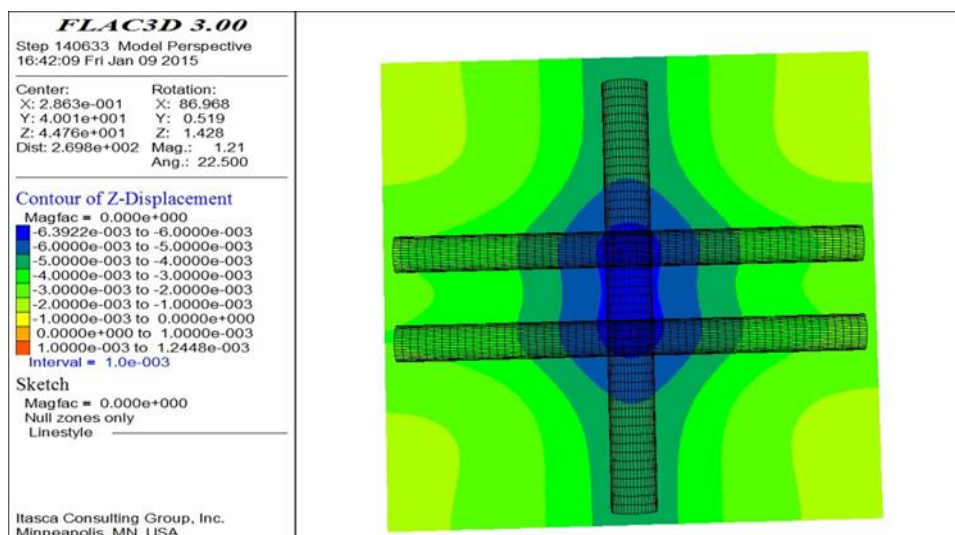 FLAC3D 3.00
Step 140633 Model Perspective
16:42:09 Fri Jan 09 2015
Center: Rotation:
X: 2.863e-001 X: 86.968
Y: 4.001e+001 Y: 0.519
Z: 4.476e+001 Z: 1.428
Dist: 2.698e+002 Mag.: 1.21
Ang.: 22.500
Contour of Z-Displacement
Magfac = 0.000e+000
-6.3922e-003 to -6.0000e-003
-6.0000e-003 to -5.0000e-003
-5.0000e-003 to -4.0000e-003
-4.0000e-003 to -3.0000e-003
-3.0000e-003 to -2.0000e-003
-2.0000e-003 to -1.0000e-003
-1.0000e-003 to 0.0000e+000
0.0000e+000 to 1.0000e-003
1.0000e-003 to 1.2448e-003
Interval = 1.0e-003
Sketch
Magfac = 0.000e+000
Null zones only
Linestyle
Itasca Consulting Group, Inc.
Minneapolis, MN USA